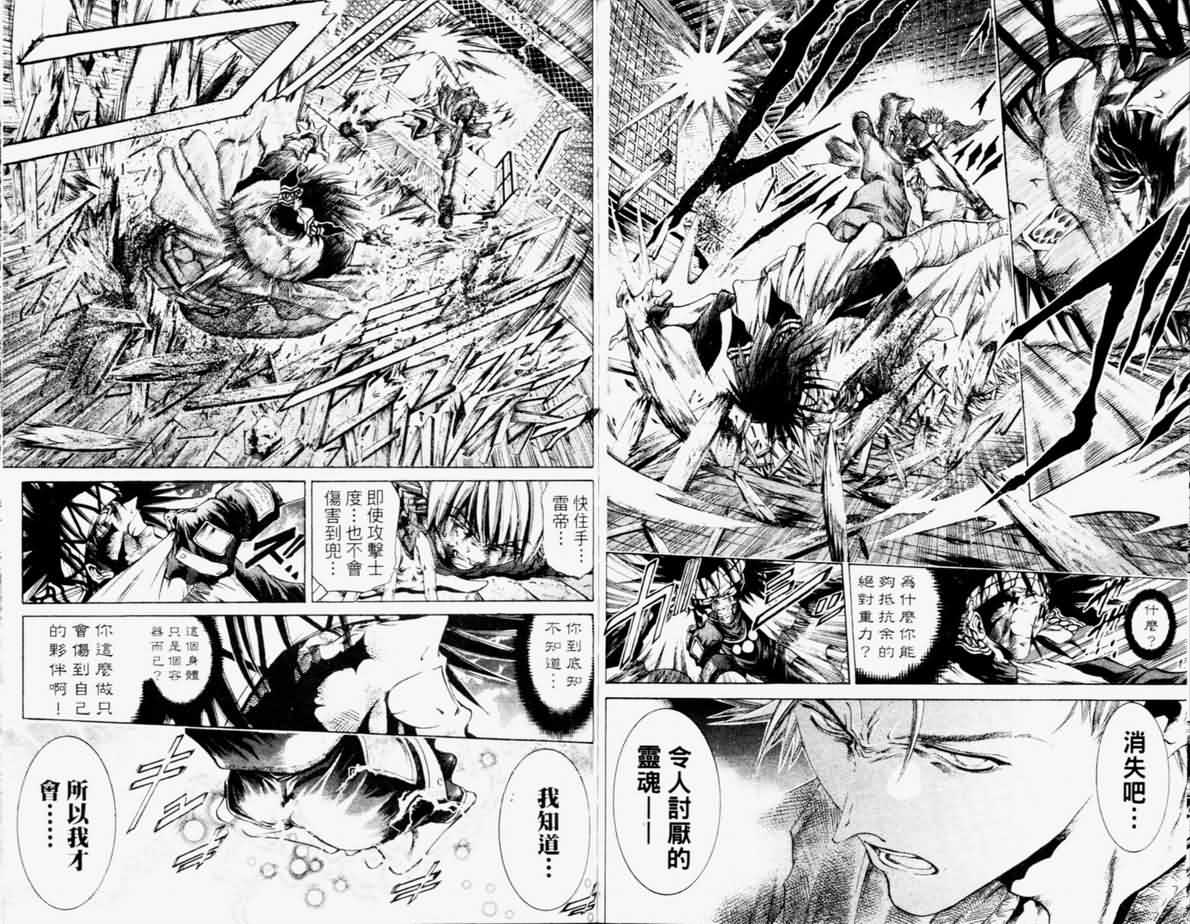 什麼？
為什麼你能
夠抵抗余的
絕對重力？
消失吧…
令人討厭的
靈魂——
快住手…
雷帝…
即使攻擊士
度…也不會
傷害到兜…
你到底知
不知道…
這個身體
只是個容
器而已？
你這麼做只
會傷到自己
的夥伴啊！
我知道…
所以我才
會……